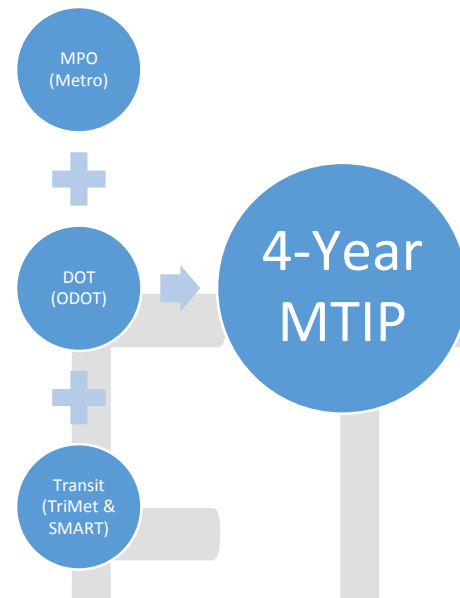 MPO
(Metro)
DOT
(ODOT)
4-Year
MTIP
Transit
(TriMet &
SMART)